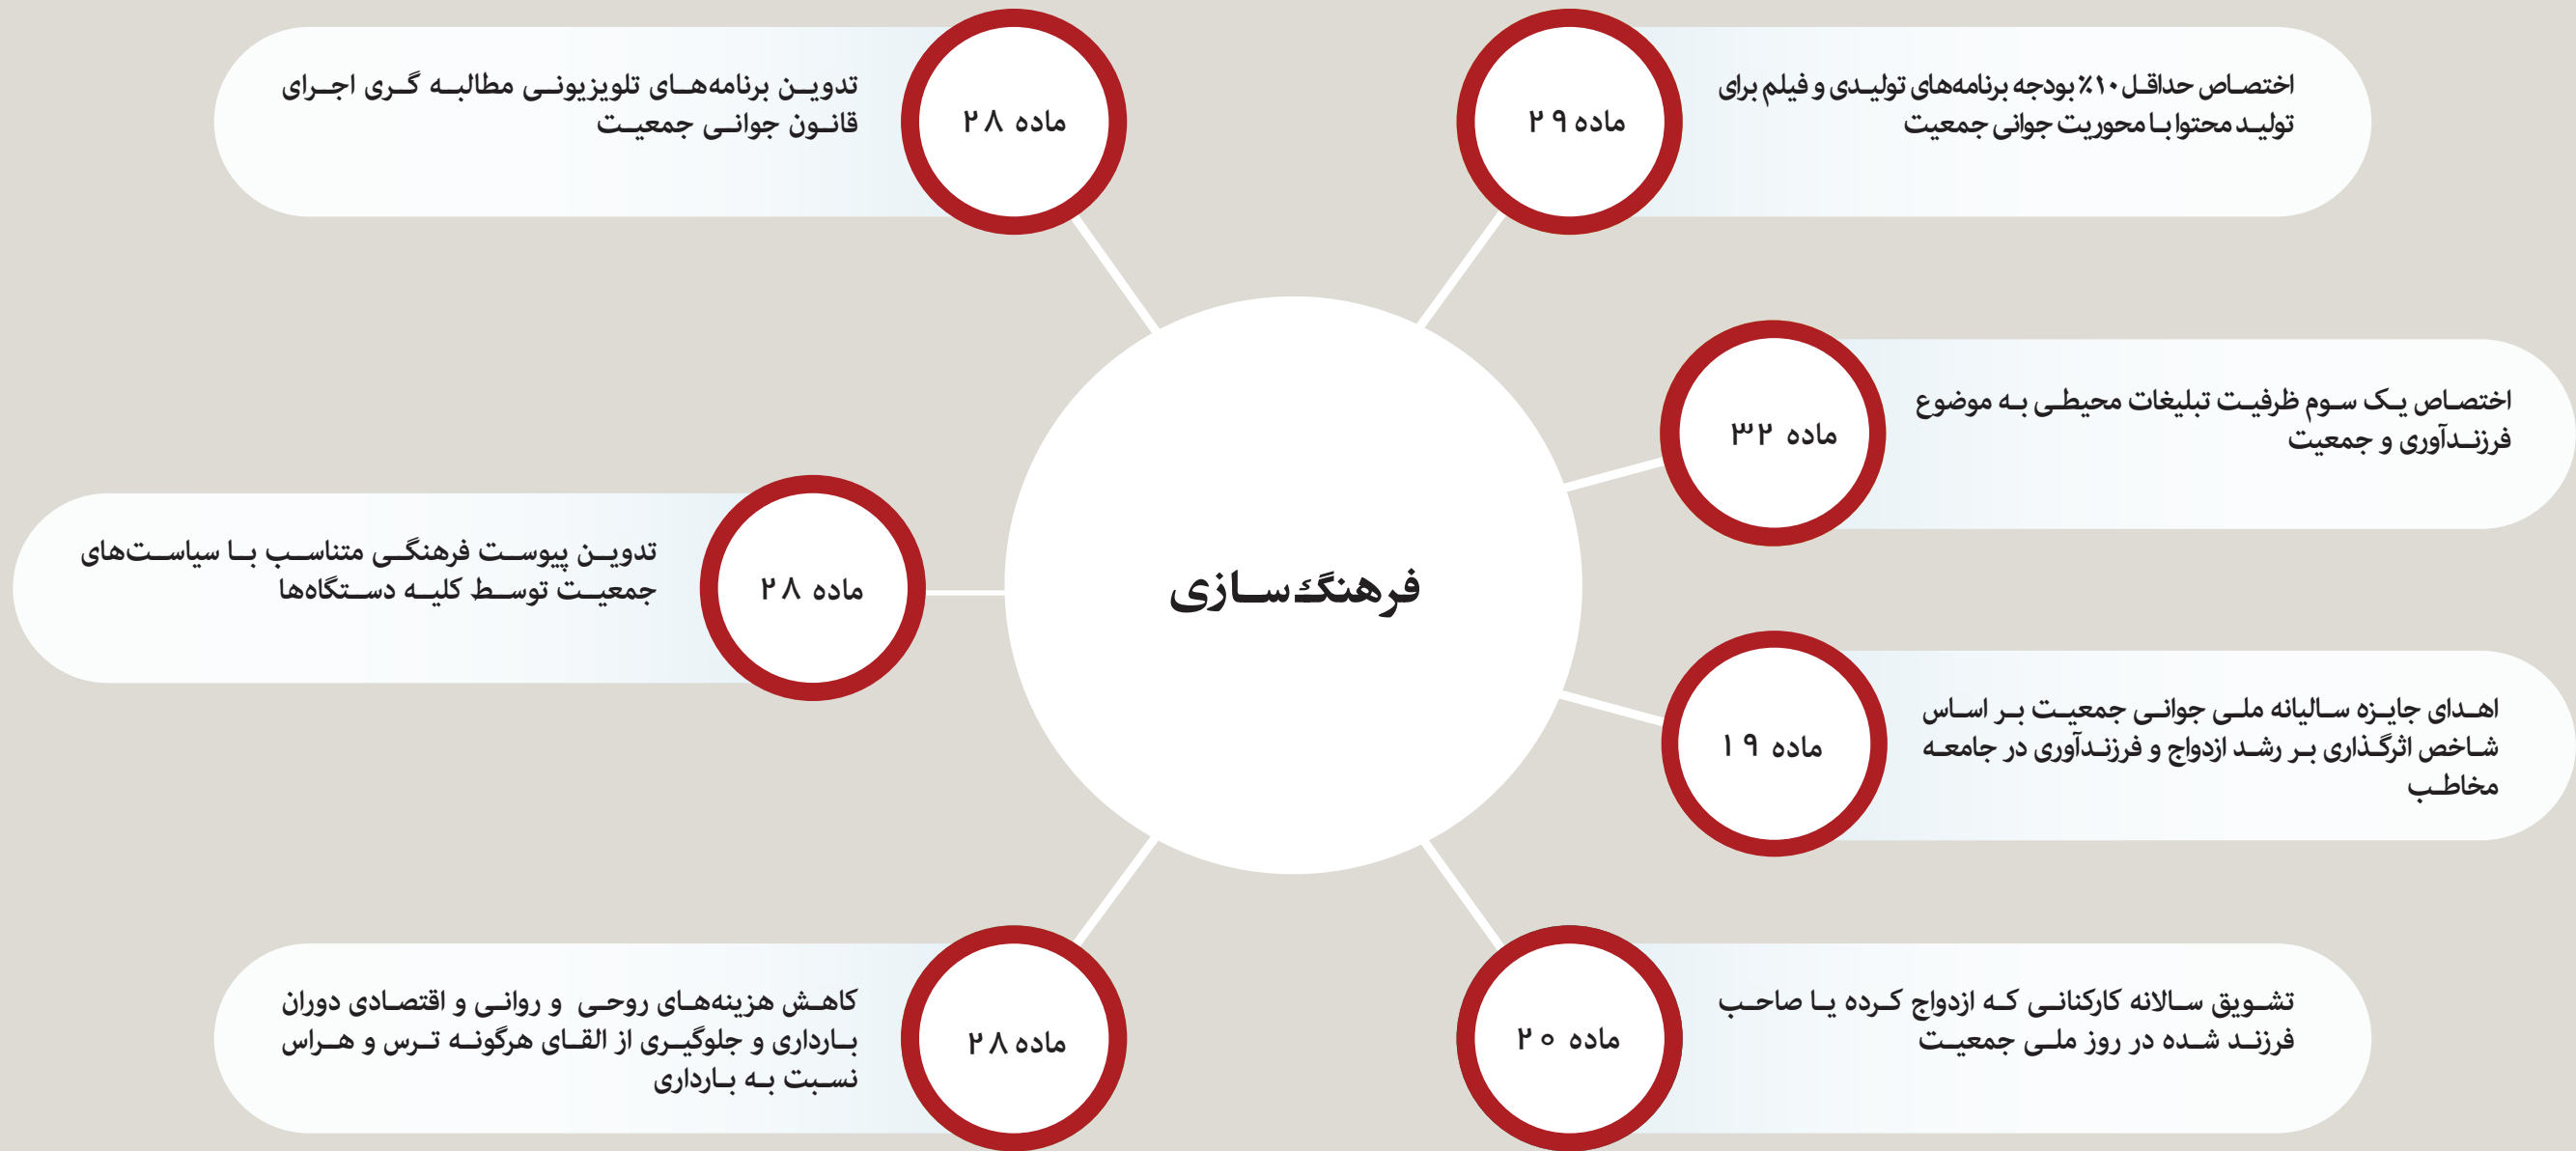 فرهنگ‌سازی
ماده ۲۹
اختصاص حداقل ۱۰٪ بودجه برنامه‌های تولیدی و فیلم برای
تولید محتوا با محوریت جوانی جمعیت
ماده ۳۲
اختصاص یک سوم ظرفیت تبلیغات محیطی به موضوع
فرزندآوری و جمعیت
ماده ۱۹
اهدای جایزه سالیانه ملی جوانی جمعیت بر اساس
شاخص اثرگذاری بر رشد ازدواج و فرزندآوری در جامعه
مخاطب
ماده ۲۰
تشویق سالانه کارکنانی که ازدواج کرده یا صاحب
فرزند شده در روز ملی جمعیت
ماده ۲۸
تدوین برنامه‌های تلویزیونی مطالبه گری اجرای
قانون جوانی جمعیت
ماده ۲۸
تدوین پیوست فرهنگی متناسب با سیاست‌های
جمعیت توسط کلیه دستگاه‌ها
ماده ۲۸
کاهش هزینه‌های روحی و روانی و اقتصادی دوران
بارداری و جلوگیری از القای هرگونه ترس و هراس
نسبت به بارداری